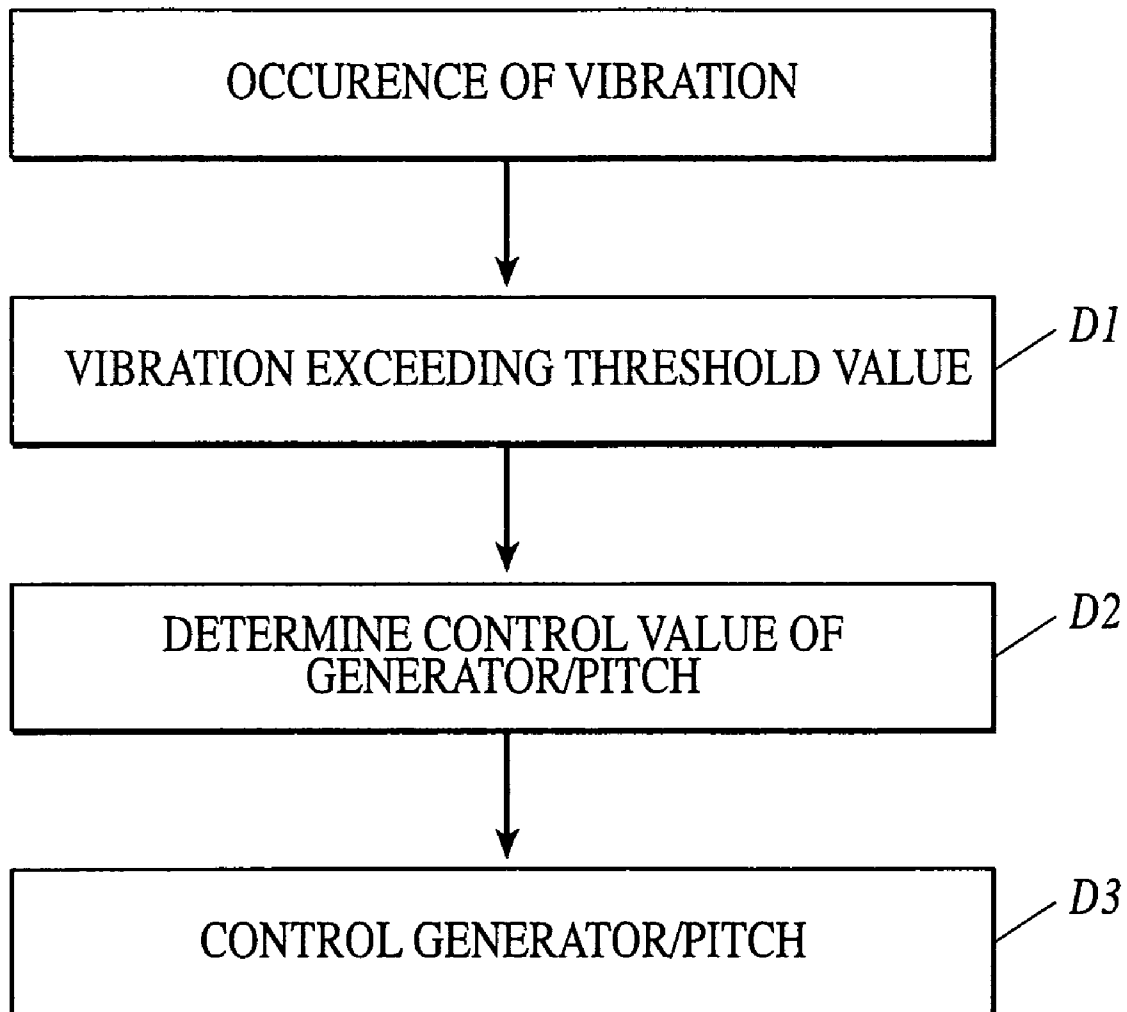 OCCURENCE OF VIBRATION
VIBRATION EXCEEDING THRESHOLD VALUE
D1
DETERMINE CONTROL VALUE OF
GENERATOR/PITCH
D2
CONTROL GENERATOR/PITCH
D3